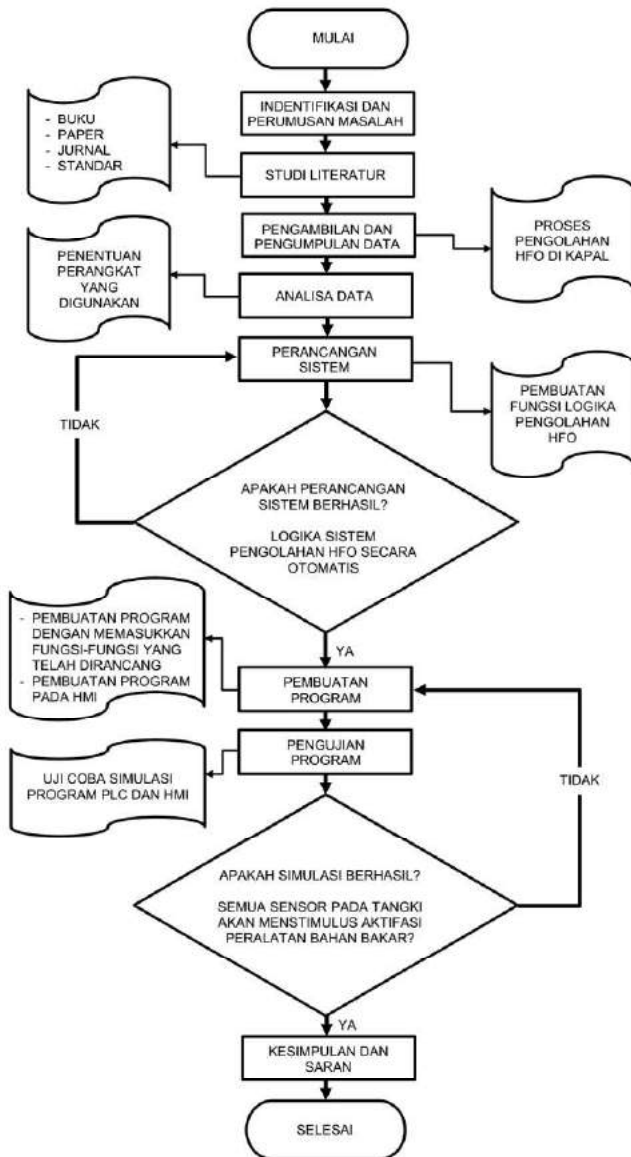 MULAI
INDENTIFIKASI DAN
PERUMUSAN MASALAH
- BUKU
- PAPER
- JURNAL
- STANDAR
STUDI LITERATUR
PENGAMBILAN DAN
PENGUMPULAN DATA
PROSES
PENGOLAHAN
HFO DI KAPAL
PENENTUAN
PERANGKAT
YANG
DIGUNAKAN
ANALISA DATA
PERANCANGAN
SISTEM
PEMBUATAN
FUNGSI LOGIKA
PENGOLAHAN
HFO
TIDAK
APAKAH PERANCANGAN
SISTEM BERHASIL?
LOGIKA SISTEM
PENGOLAHAN HFO SECARA
OTOMATIS
YA
- PEMBUATAN PROGRAM
DENGAN MEMASUKKAN
FUNGSI-FUNGSI YANG
TELAH DIRANCANG
- PEMBUATAN PROGRAM
PADA HMI
PEMBUATAN
PROGRAM
PENGUJIAN
PROGRAM
UJI COBA SIMULASI
PROGRAM PLC DAN HMI
TIDAK
APAKAH SIMULASI BERHASIL?
SEMUA SENSOR PADA TANGKI
AKAN MENSTIMULUS AKTIFASI
PERALATAN BAHAN BAKAR?
YA
KESIMPULAN DAN
SARAN
SELESAI